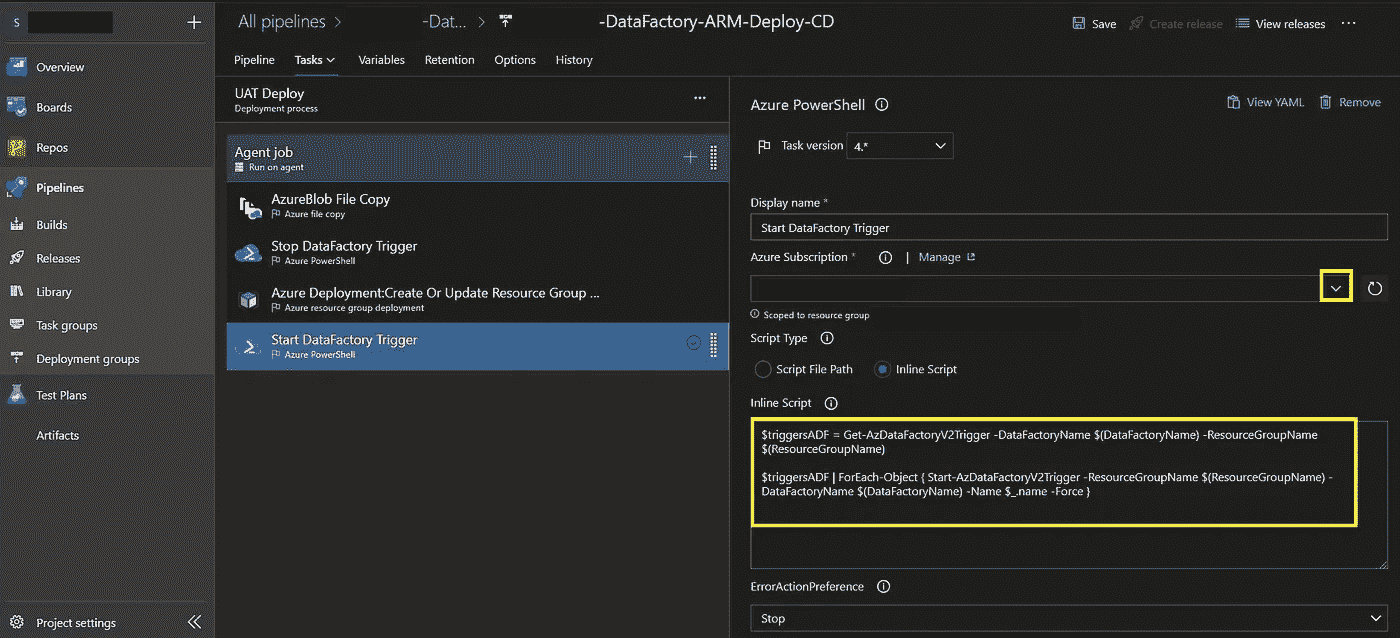 S
+
All pipelines >
-Dat... >
-DataFactory-ARM-Deploy-CD
Save
Create release
View releases
...
Overview
Boards
Repos
Pipelines
Builds
Releases
Library
Task groups
Deployment groups
Test Plans
Artifacts
Project settings
Pipeline
Tasks
Variables
Retention
Options
History
UAT Deploy
Deployment process
...
Agent job
Run on agent
AzureBlob File Copy
Azure file copy
Stop DataFactory Trigger
Azure PowerShell
Azure Deployment:Create Or Update Resource Group ...
Azure resource group deployment
Start DataFactory Trigger
Azure PowerShell
Azure PowerShell
View YAML
Remove
Task version
4.*
Display name *
Start DataFactory Trigger
Azure Subscription *
|
Manage
Scoped to resource group
Script Type
Script File Path
Inline Script
Inline Script
$triggersADF = Get-AzDataFactoryV2Trigger -DataFactoryName $(DataFactoryName) -ResourceGroupName
$(ResourceGroupName)
$triggersADF | ForEach-Object { Start-AzDataFactoryV2Trigger -ResourceGroupName $(ResourceGroupName) -
DataFactoryName $(DataFactoryName) -Name $_.name -Force }
ErrorActionPreference
Stop